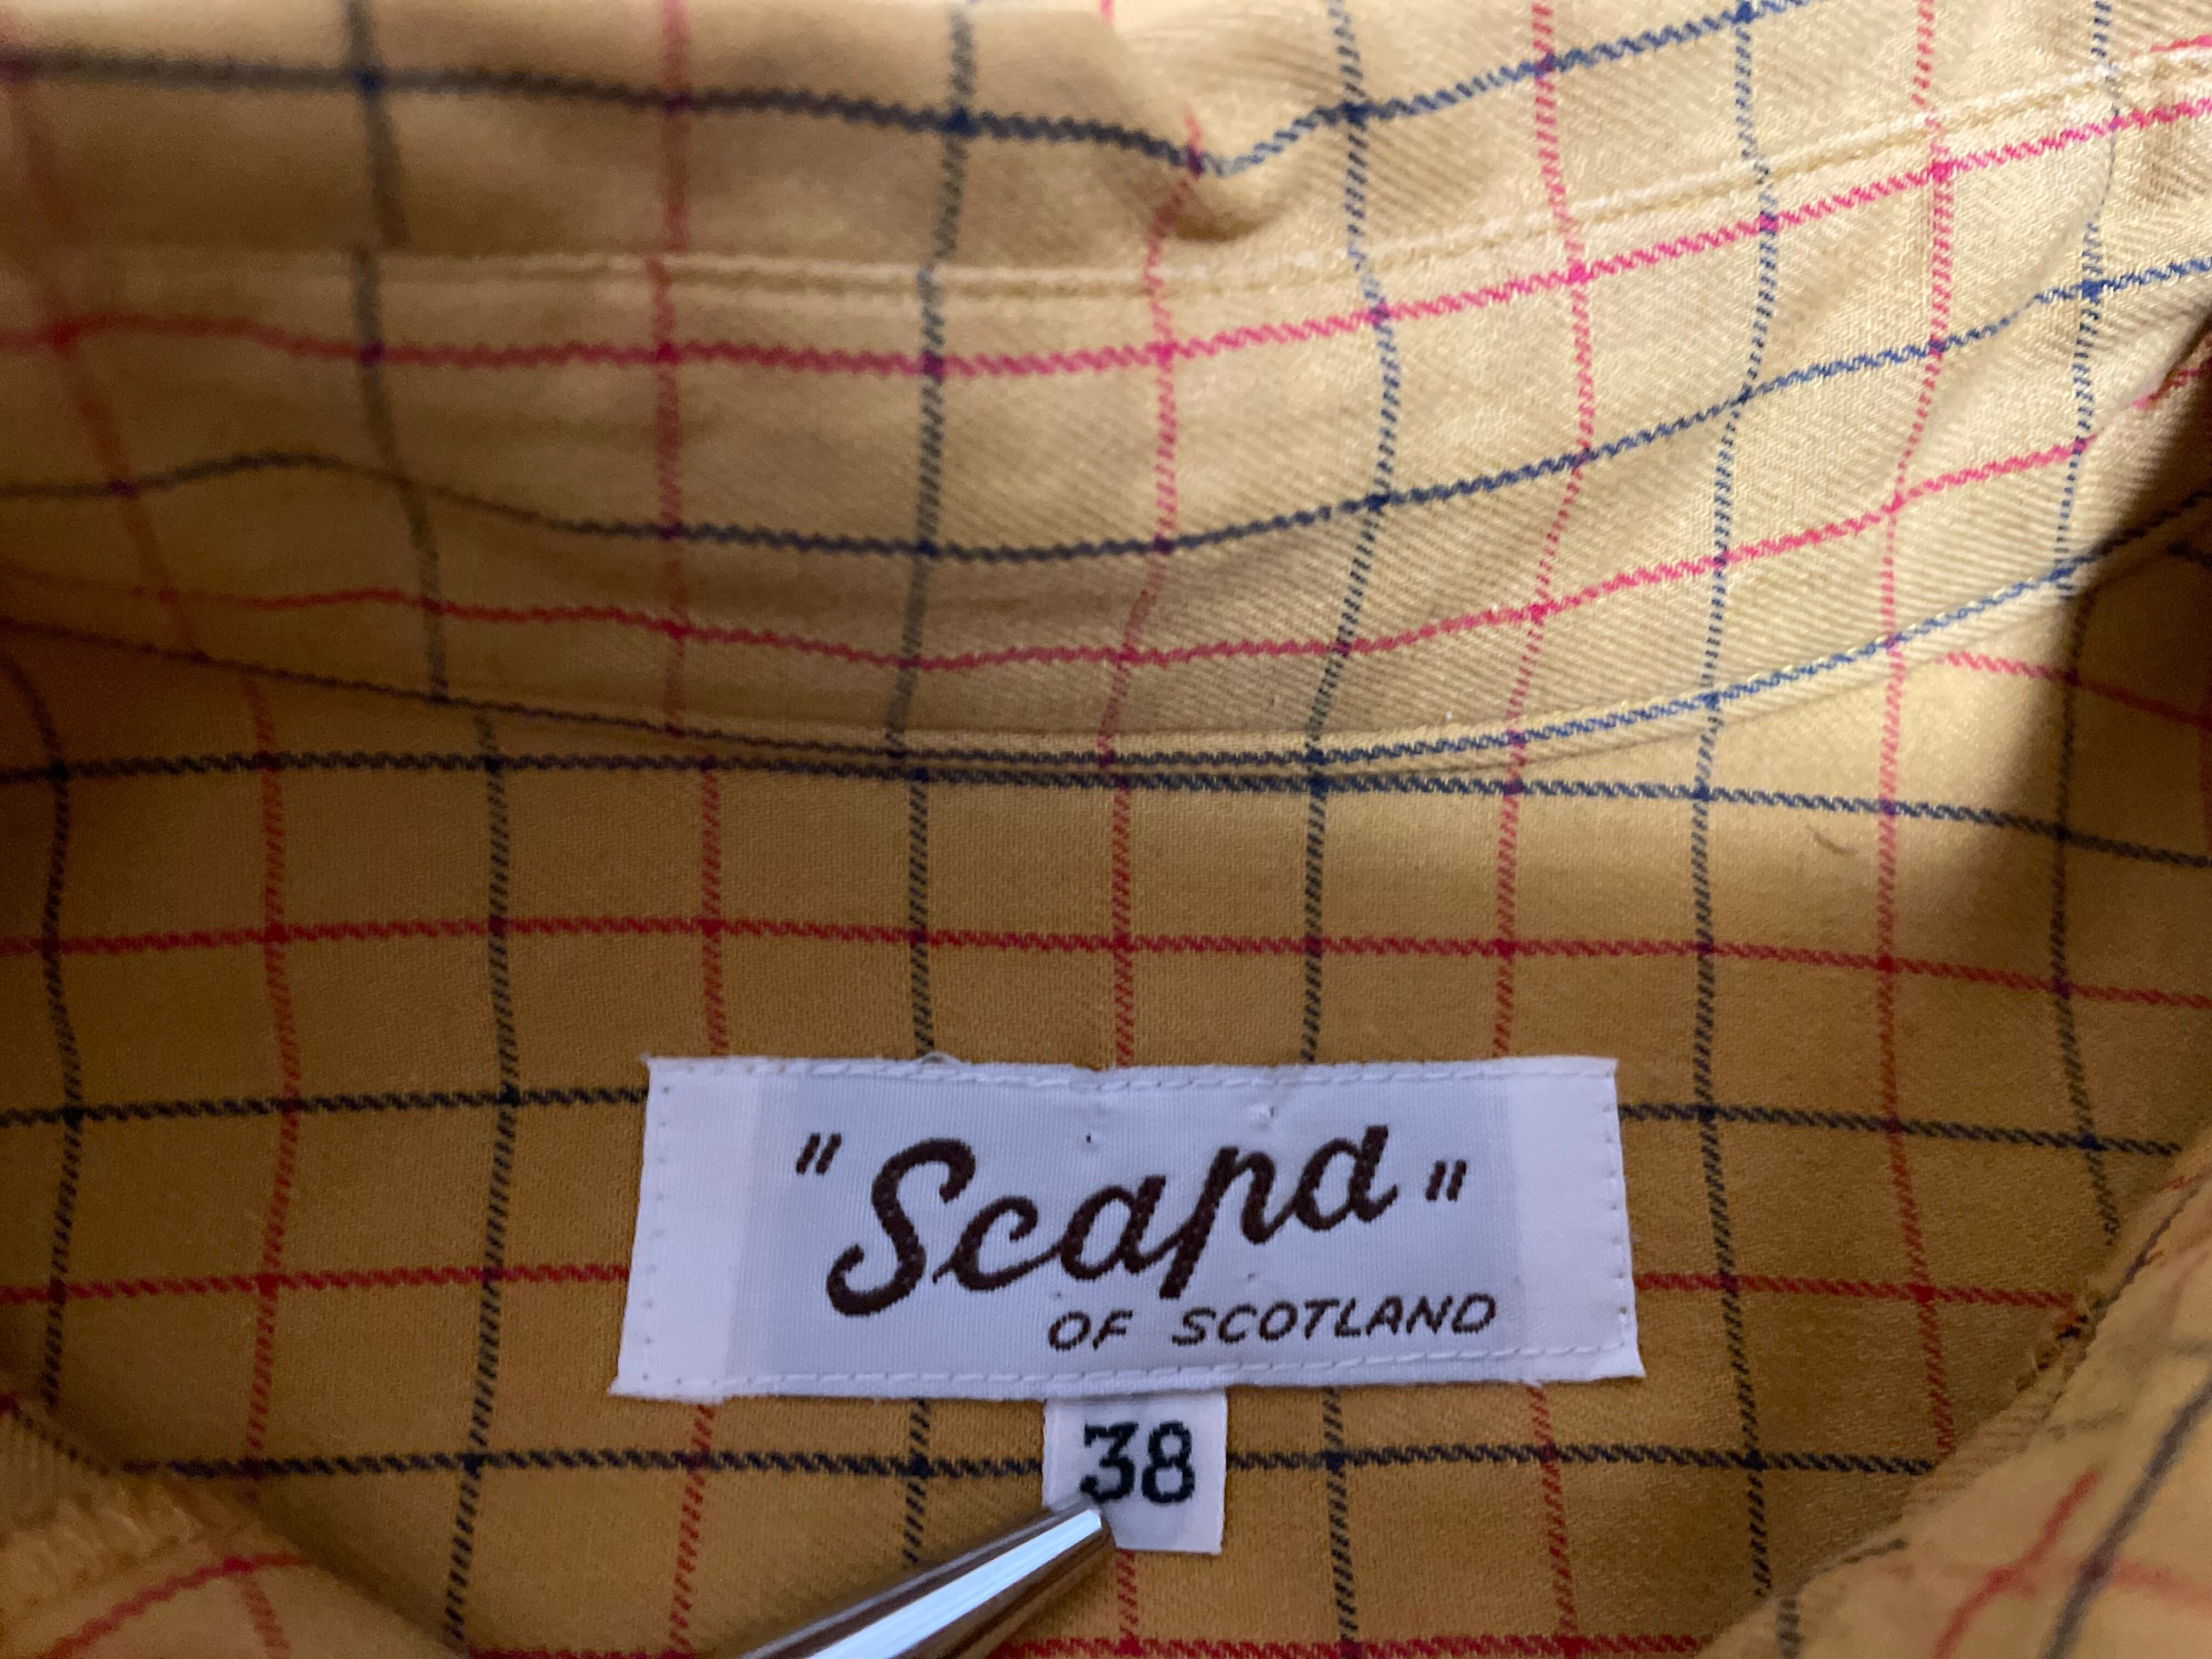 "Scapa"
OF SCOTLAND
38